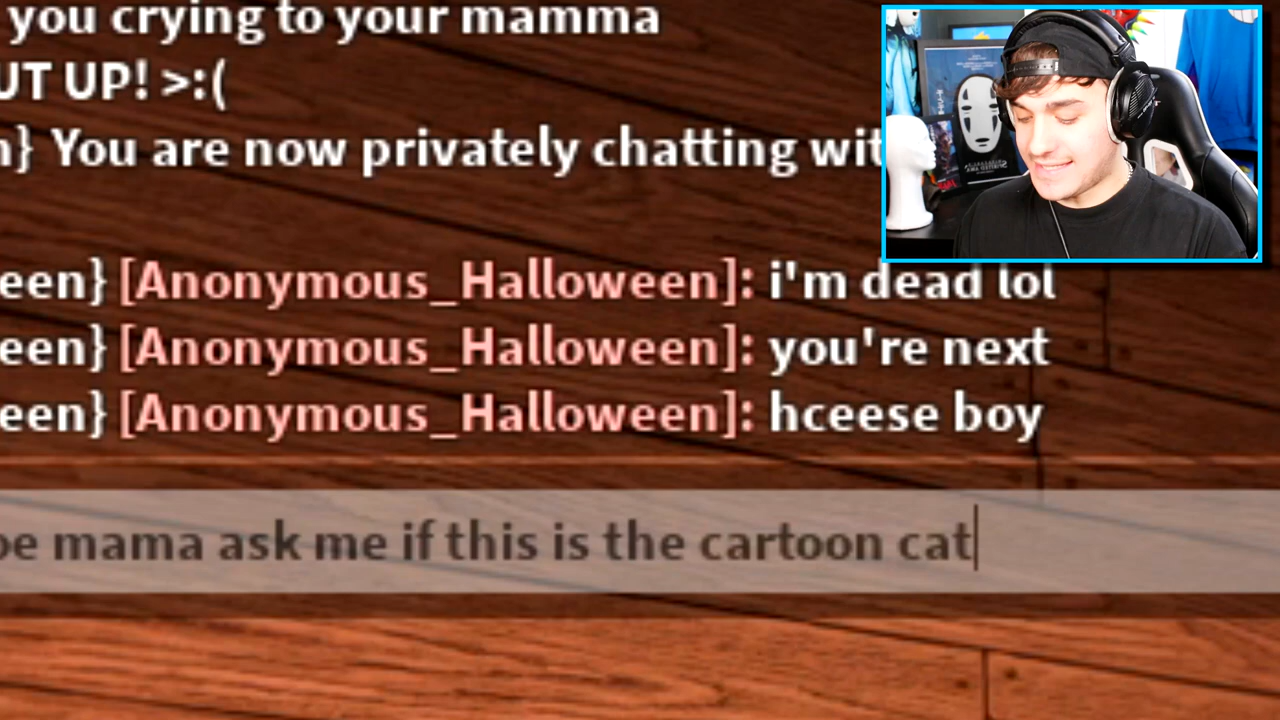 you crying to your mamma
UT UP! >:(
n} You are now privately chatting wit
een} [Anonymous_Halloween]: i'm dead lol
een} [Anonymous_Halloween]: you're next
een} [Anonymous_Halloween]: hceese boy
be mama ask me if this is the cartoon cat